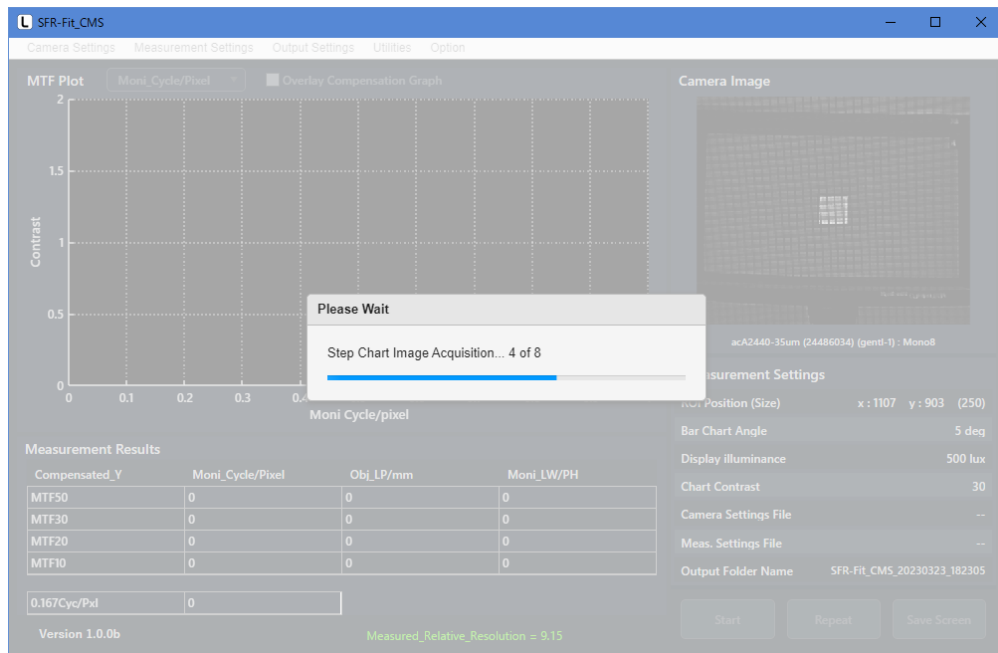 L SFR-Fit_CMS
Camera Settings Measurement Settings Output Settings Utilities Option
MTF Plot Moni_Cycle/Pixel Overlay Compensation Graph
Camera Image
2
1.5
1
0.5
0
Contrast
0 0.1 0.2 0.3
Moni Cycle/pixel
Please Wait
Step Chart Image Acquisition... 4 of 8
acA2440-35um (24486034) (gentl-1) : Mono8
Settings
Position (Size) x : 1107 y : 903 (250)
Bar Chart Angle 5 deg
Display illuminance 500 lux
Chart Contrast 30
Camera Settings File --
Meas. Settings File --
Output Folder Name SFR-Fit_CMS_20230323_182305
Measurement Results
Compensated_Y Moni_Cycle/Pixel Obj_LP/mm Moni_LW/PH
MTF50 0 0 0
MTF30 0 0 0
MTF20 0 0 0
MTF10 0 0 0
0.167Cyc/Pxl 0
Start Repeat Save Screen
Version 1.0.0b
Measured_Relative_Resolution = 9.15